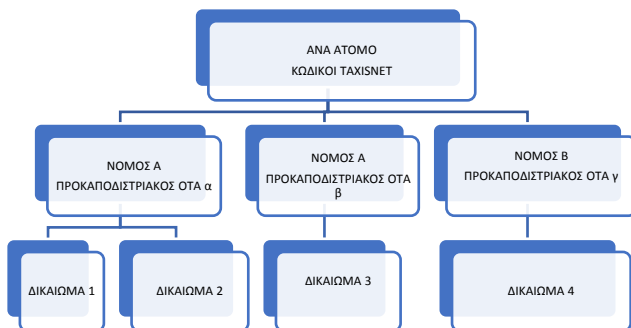 ΑΝΑ ΑΤΟΜΟ
ΚΩΔΙΚΟΙ TAXISNET
ΝΟΜΟΣ Α
ΠΡΟΚΑΠΟΔΙΣΤΡΙΑΚΟΣ ΟΤΑ α
ΝΟΜΟΣ Α
ΠΡΟΚΑΠΟΔΙΣΤΡΙΑΚΟΣ ΟΤΑ
β
ΝΟΜΟΣ Β
ΠΡΟΚΑΠΟΔΙΣΤΡΙΑΚΟΣ ΟΤΑ γ
ΔΙΚΑΙΩΜΑ 1
ΔΙΚΑΙΩΜΑ 2
ΔΙΚΑΙΩΜΑ 3
ΔΙΚΑΙΩΜΑ 4